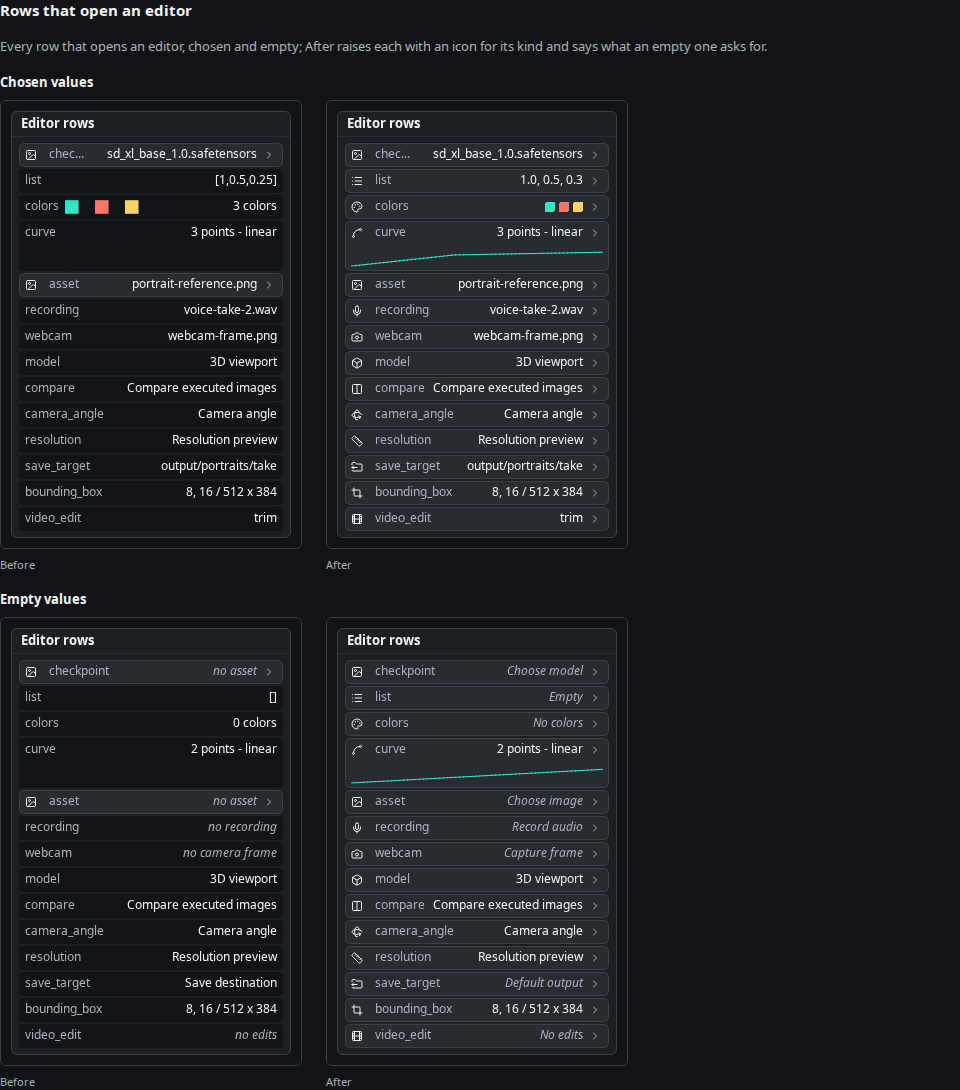 Rows that open an editor
Every row that opens an editor, chosen and empty; After raises each with an icon for its kind and says what an empty one asks for.
Chosen values
Editor rows
chec... sd_xl_base_1.0.safetensors
list [1,0.5,0.25]
colors 3 colors
curve 3 points - linear
asset portrait-reference.png
recording voice-take-2.wav
webcam webcam-frame.png
model 3D viewport
compare Compare executed images
camera_angle Camera angle
resolution Resolution preview
save_target output/portraits/take
bounding_box 8, 16 / 512 x 384
video_edit trim
Before
Editor rows
chec... sd_xl_base_1.0.safetensors
list 1.0, 0.5, 0.3
colors
curve 3 points - linear
asset portrait-reference.png
recording voice-take-2.wav
webcam webcam-frame.png
model 3D viewport
compare Compare executed images
camera_angle Camera angle
resolution Resolution preview
save_target output/portraits/take
bounding_box 8, 16 / 512 x 384
video_edit trim
After
Empty values
Editor rows
checkpoint no asset
list []
colors 0 colors
curve 2 points - linear
asset no asset
recording no recording
webcam no camera frame
model 3D viewport
compare Compare executed images
camera_angle Camera angle
resolution Resolution preview
save_target Save destination
bounding_box 8, 16 / 512 x 384
video_edit no edits
Before
Editor rows
checkpoint Choose model
list Empty
colors No colors
curve 2 points - linear
asset Choose image
recording Record audio
webcam Capture frame
model 3D viewport
compare Compare executed images
camera_angle Camera angle
resolution Resolution preview
save_target Default output
bounding_box 8, 16 / 512 x 384
video_edit No edits
After